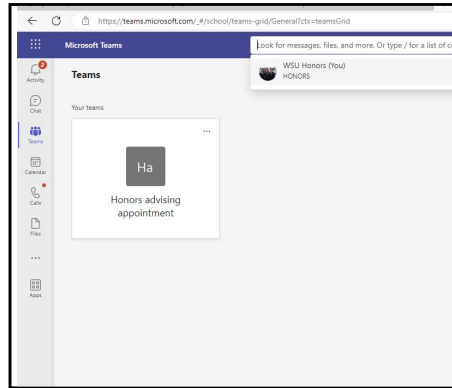 https://teams.microsoft.com/_#/school/teams-grid/General?ctx=teamsGrid
Microsoft Teams
Look for messages, files, and more. Or type / for a list of co
WSU Honors (You)
HONORS
2
Activity
Chat
Teams
Calendar
Calls
Files
...
Apps
Teams
Your teams
...
Ha
Honors advising
appointment